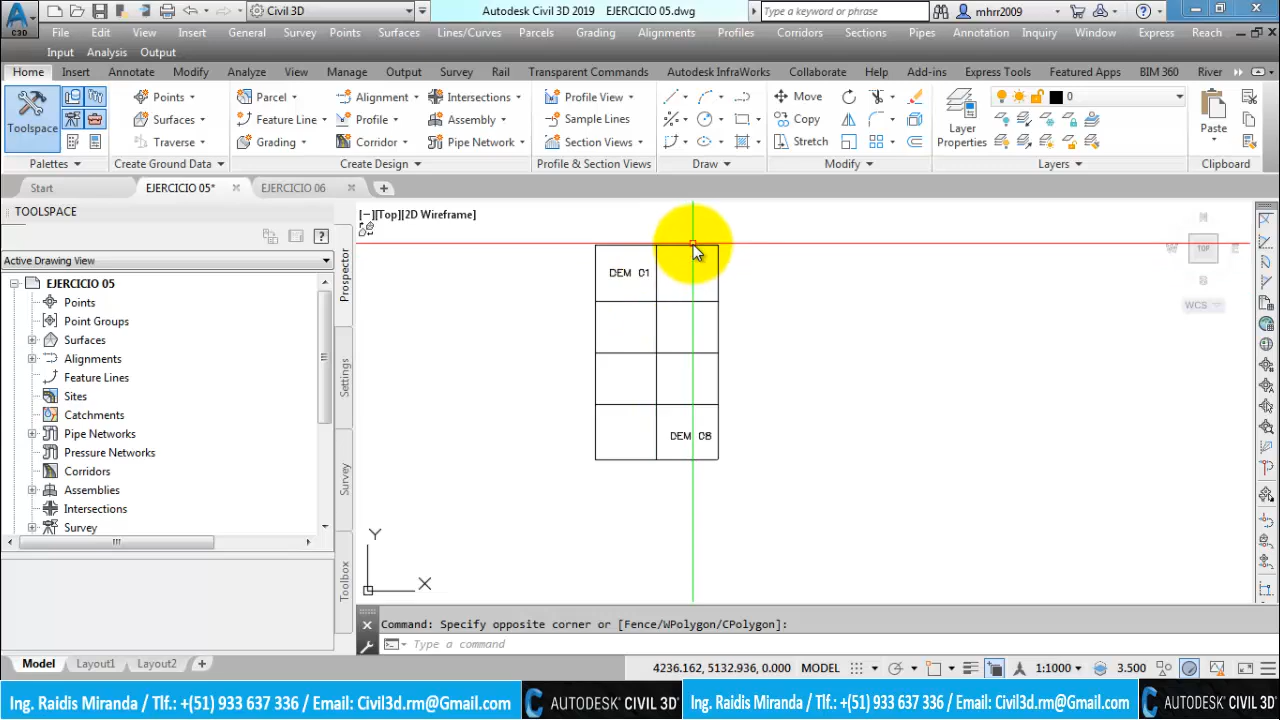 C3D
Civil 3D
Autodesk Civil 3D 2019 EJERCICIO 05.dwg
Type a keyword or phrase
mhrr2009
File Edit View Insert General Survey Points Surfaces Lines/Curves Parcels Grading Alignments Profiles Corridors Sections Pipes Annotation Inquiry Window Express Reach
Input Analysis Output
Home Insert Annotate Modify Analyze View Manage Output Survey Rail Transparent Commands Autodesk InfraWorks Collaborate Help Add-ins Express Tools Featured Apps BIM 360 River
Toolspace
Points
Surfaces
Traverse
Parcel
Feature Line
Grading
Alignment
Profile
Corridor
Intersections
Assembly
Pipe Network
Profile View
Sample Lines
Section Views
Move
Copy
Stretch
Layer
Properties
0
Paste
Palettes Create Ground Data Create Design Profile & Section Views Draw Modify Layers Clipboard
Start EJERCICIO 05* EJERCICIO 06
TOOLSPACE
[−][Top][2D Wireframe]
Active Drawing View
EJERCICIO 05
Points
Point Groups
Surfaces
Alignments
Feature Lines
Sites
Catchments
Pipe Networks
Pressure Networks
Corridors
Assemblies
Intersections
Survey
Prospector
Settings
Survey
Toolbox
DEM 01
DEM 08
TOP
WCS
Y
X
Command: Specify opposite corner or [Fence/WPolygon/CPolygon]:
Type a command
Model Layout1 Layout2
4236.162, 5132.936, 0.000 MODEL 1:1000 3.500
Ing. Raidis Miranda / Tlf.: +(51) 933 637 336 / Email: Civil3d.rm@Gmail.com AUTODESK® CIVIL 3D® Ing. Raidis Miranda / Tlf.: +(51) 933 637 336 / Email: Civil3d.rm@Gmail.com AUTODESK® CIVIL 3D